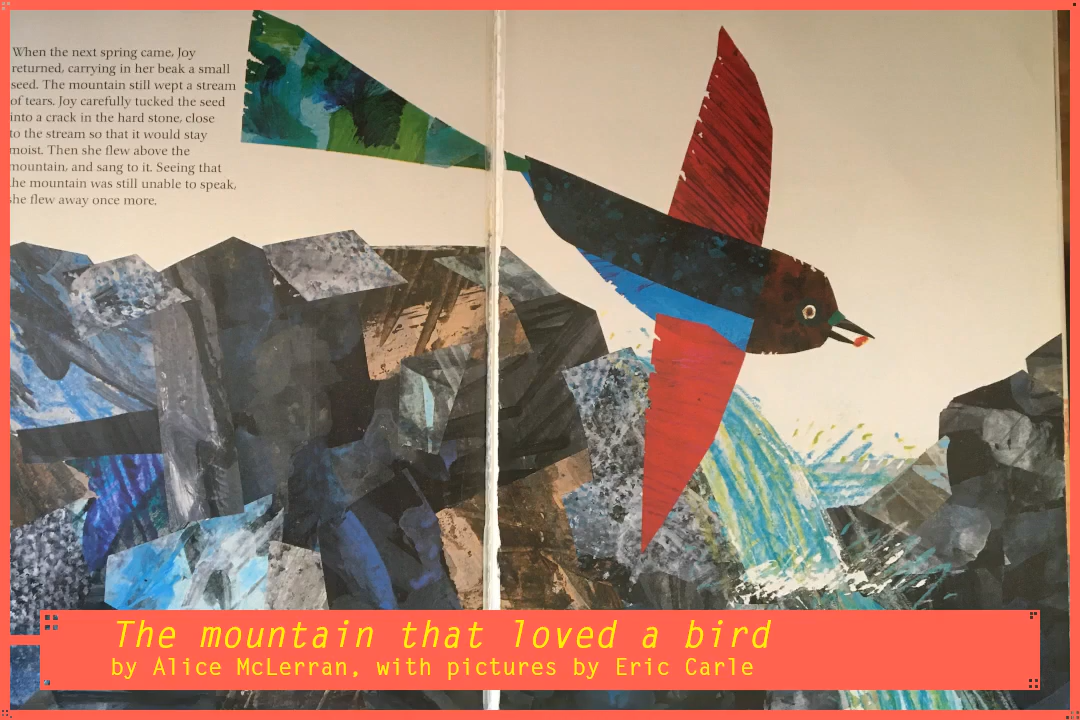 When the next spring came, Joy
returned, carrying in her beak a small
seed. The mountain still wept a stream
of tears. Joy carefully tucked the seed
into a crack in the hard stone, close
to the stream so that it would stay
moist. Then she flew above the
mountain, and sang to it. Seeing that
the mountain was still unable to speak,
she flew away once more.
The mountain that loved a bird
by Alice McLerran, with pictures by Eric Carle